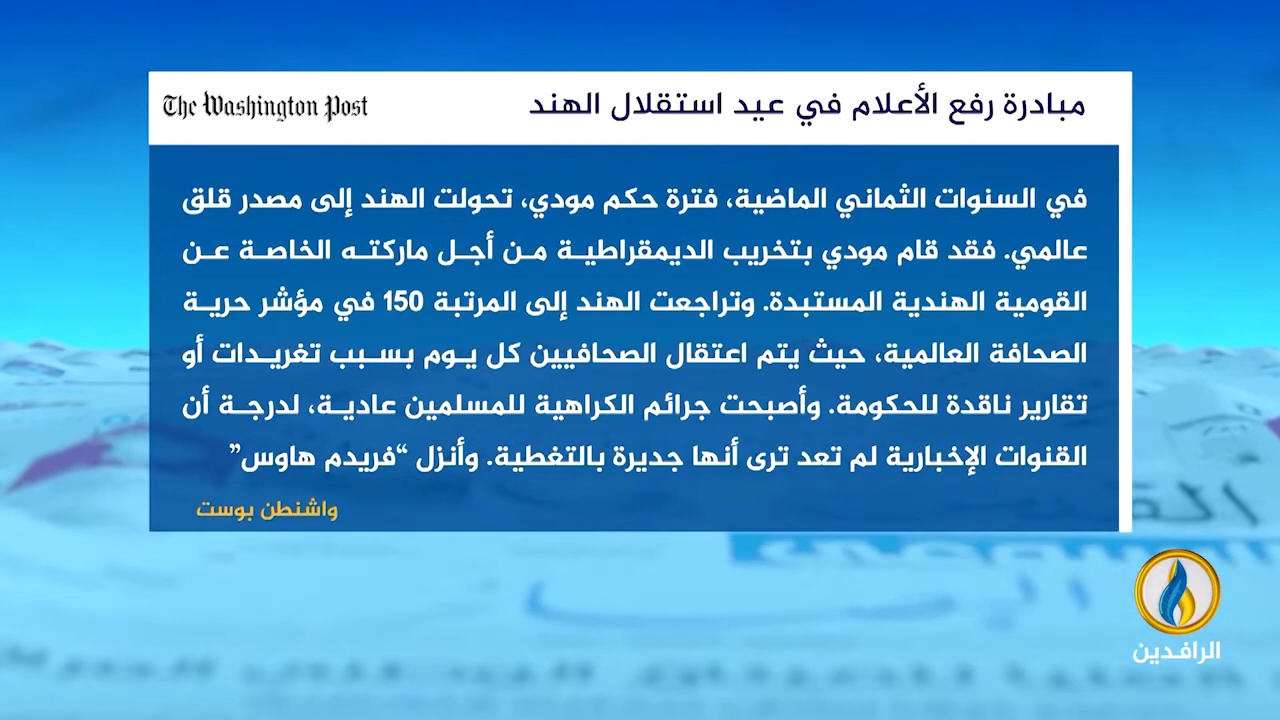 مبادرة رفع الأعلام في عيد استقلال الهند
The Washington Post
في السنوات الثماني الماضية، فترة حكم مودي، تحولت الهند إلى مصدر قلق
عالمي. فقد قام مودي بتخريب الديمقراطية من أجل ماركته الخاصة عن
القومية الهندية المستبدة. وتراجعت الهند إلى المرتبة 150 في مؤشر حرية
الصحافة العالمية، حيث يتم اعتقال الصحافيين كل يوم بسبب تغريدات أو
تقارير ناقدة للحكومة. وأصبحت جرائم الكراهية للمسلمين عادية، لدرجة أن
القنوات الإخبارية لم تعد ترى أنها جديرة بالتغطية. وأنزل “فريدم هاوس”
واشنطن بوست
الرافدين